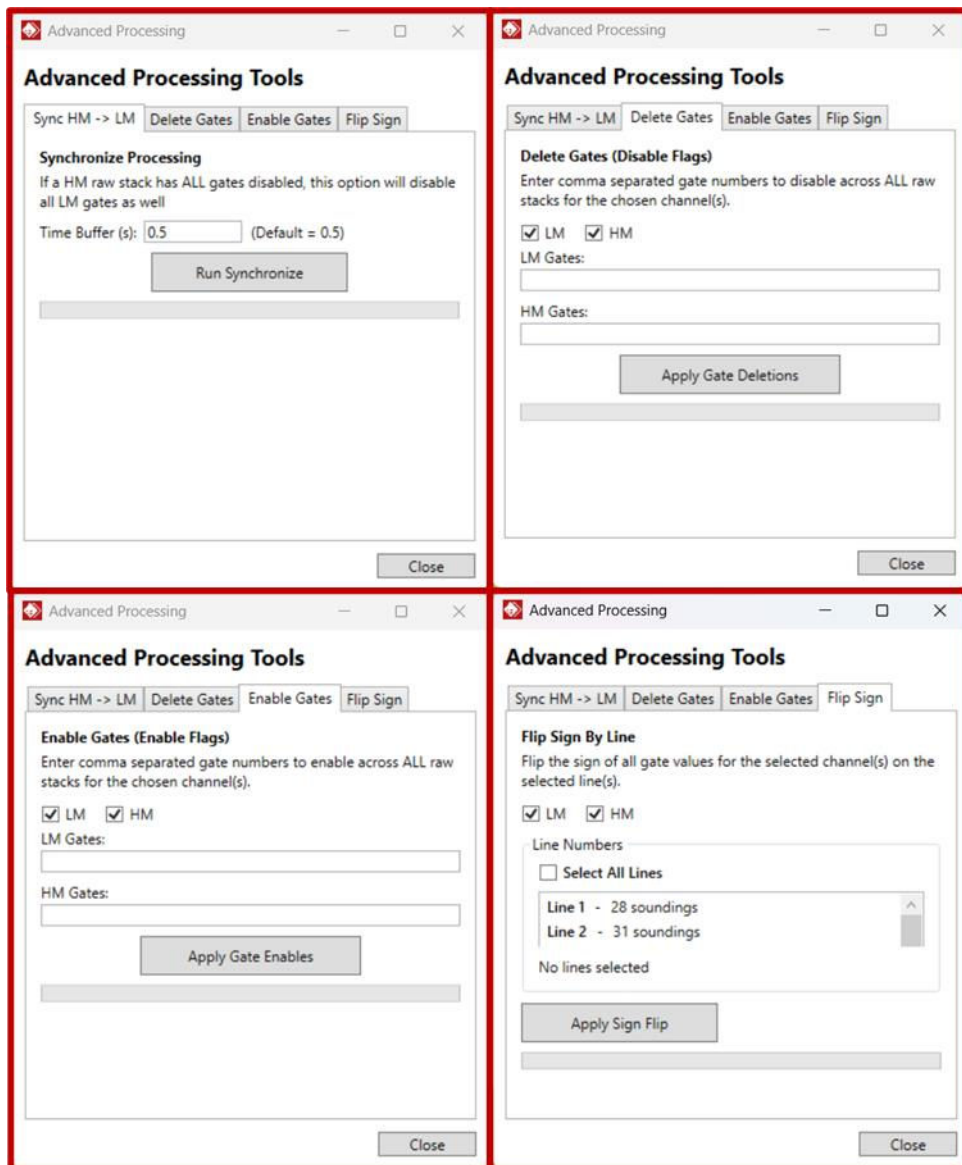 Advanced Processing
Advanced Processing Tools
Sync HM -> LM Delete Gates Enable Gates Flip Sign
Synchronize Processing
If a HM raw stack has ALL gates disabled, this option will disable
all LM gates as well
Time Buffer (s): 0.5 (Default = 0.5)
Run Synchronize
Close
Advanced Processing
Advanced Processing Tools
Sync HM -> LM Delete Gates Enable Gates Flip Sign
Delete Gates (Disable Flags)
Enter comma separated gate numbers to disable across ALL raw
stacks for the chosen channel(s).
LM HM
LM Gates:
HM Gates:
Apply Gate Deletions
Close
Advanced Processing
Advanced Processing Tools
Sync HM -> LM Delete Gates Enable Gates Flip Sign
Enable Gates (Enable Flags)
Enter comma separated gate numbers to enable across ALL raw
stacks for the chosen channel(s).
LM HM
LM Gates:
HM Gates:
Apply Gate Enables
Close
Advanced Processing
Advanced Processing Tools
Sync HM -> LM Delete Gates Enable Gates Flip Sign
Flip Sign By Line
Flip the sign of all gate values for the selected channel(s) on the
selected line(s).
LM HM
Line Numbers
Select All Lines
Line 1 - 28 soundings
Line 2 - 31 soundings
No lines selected
Apply Sign Flip
Close